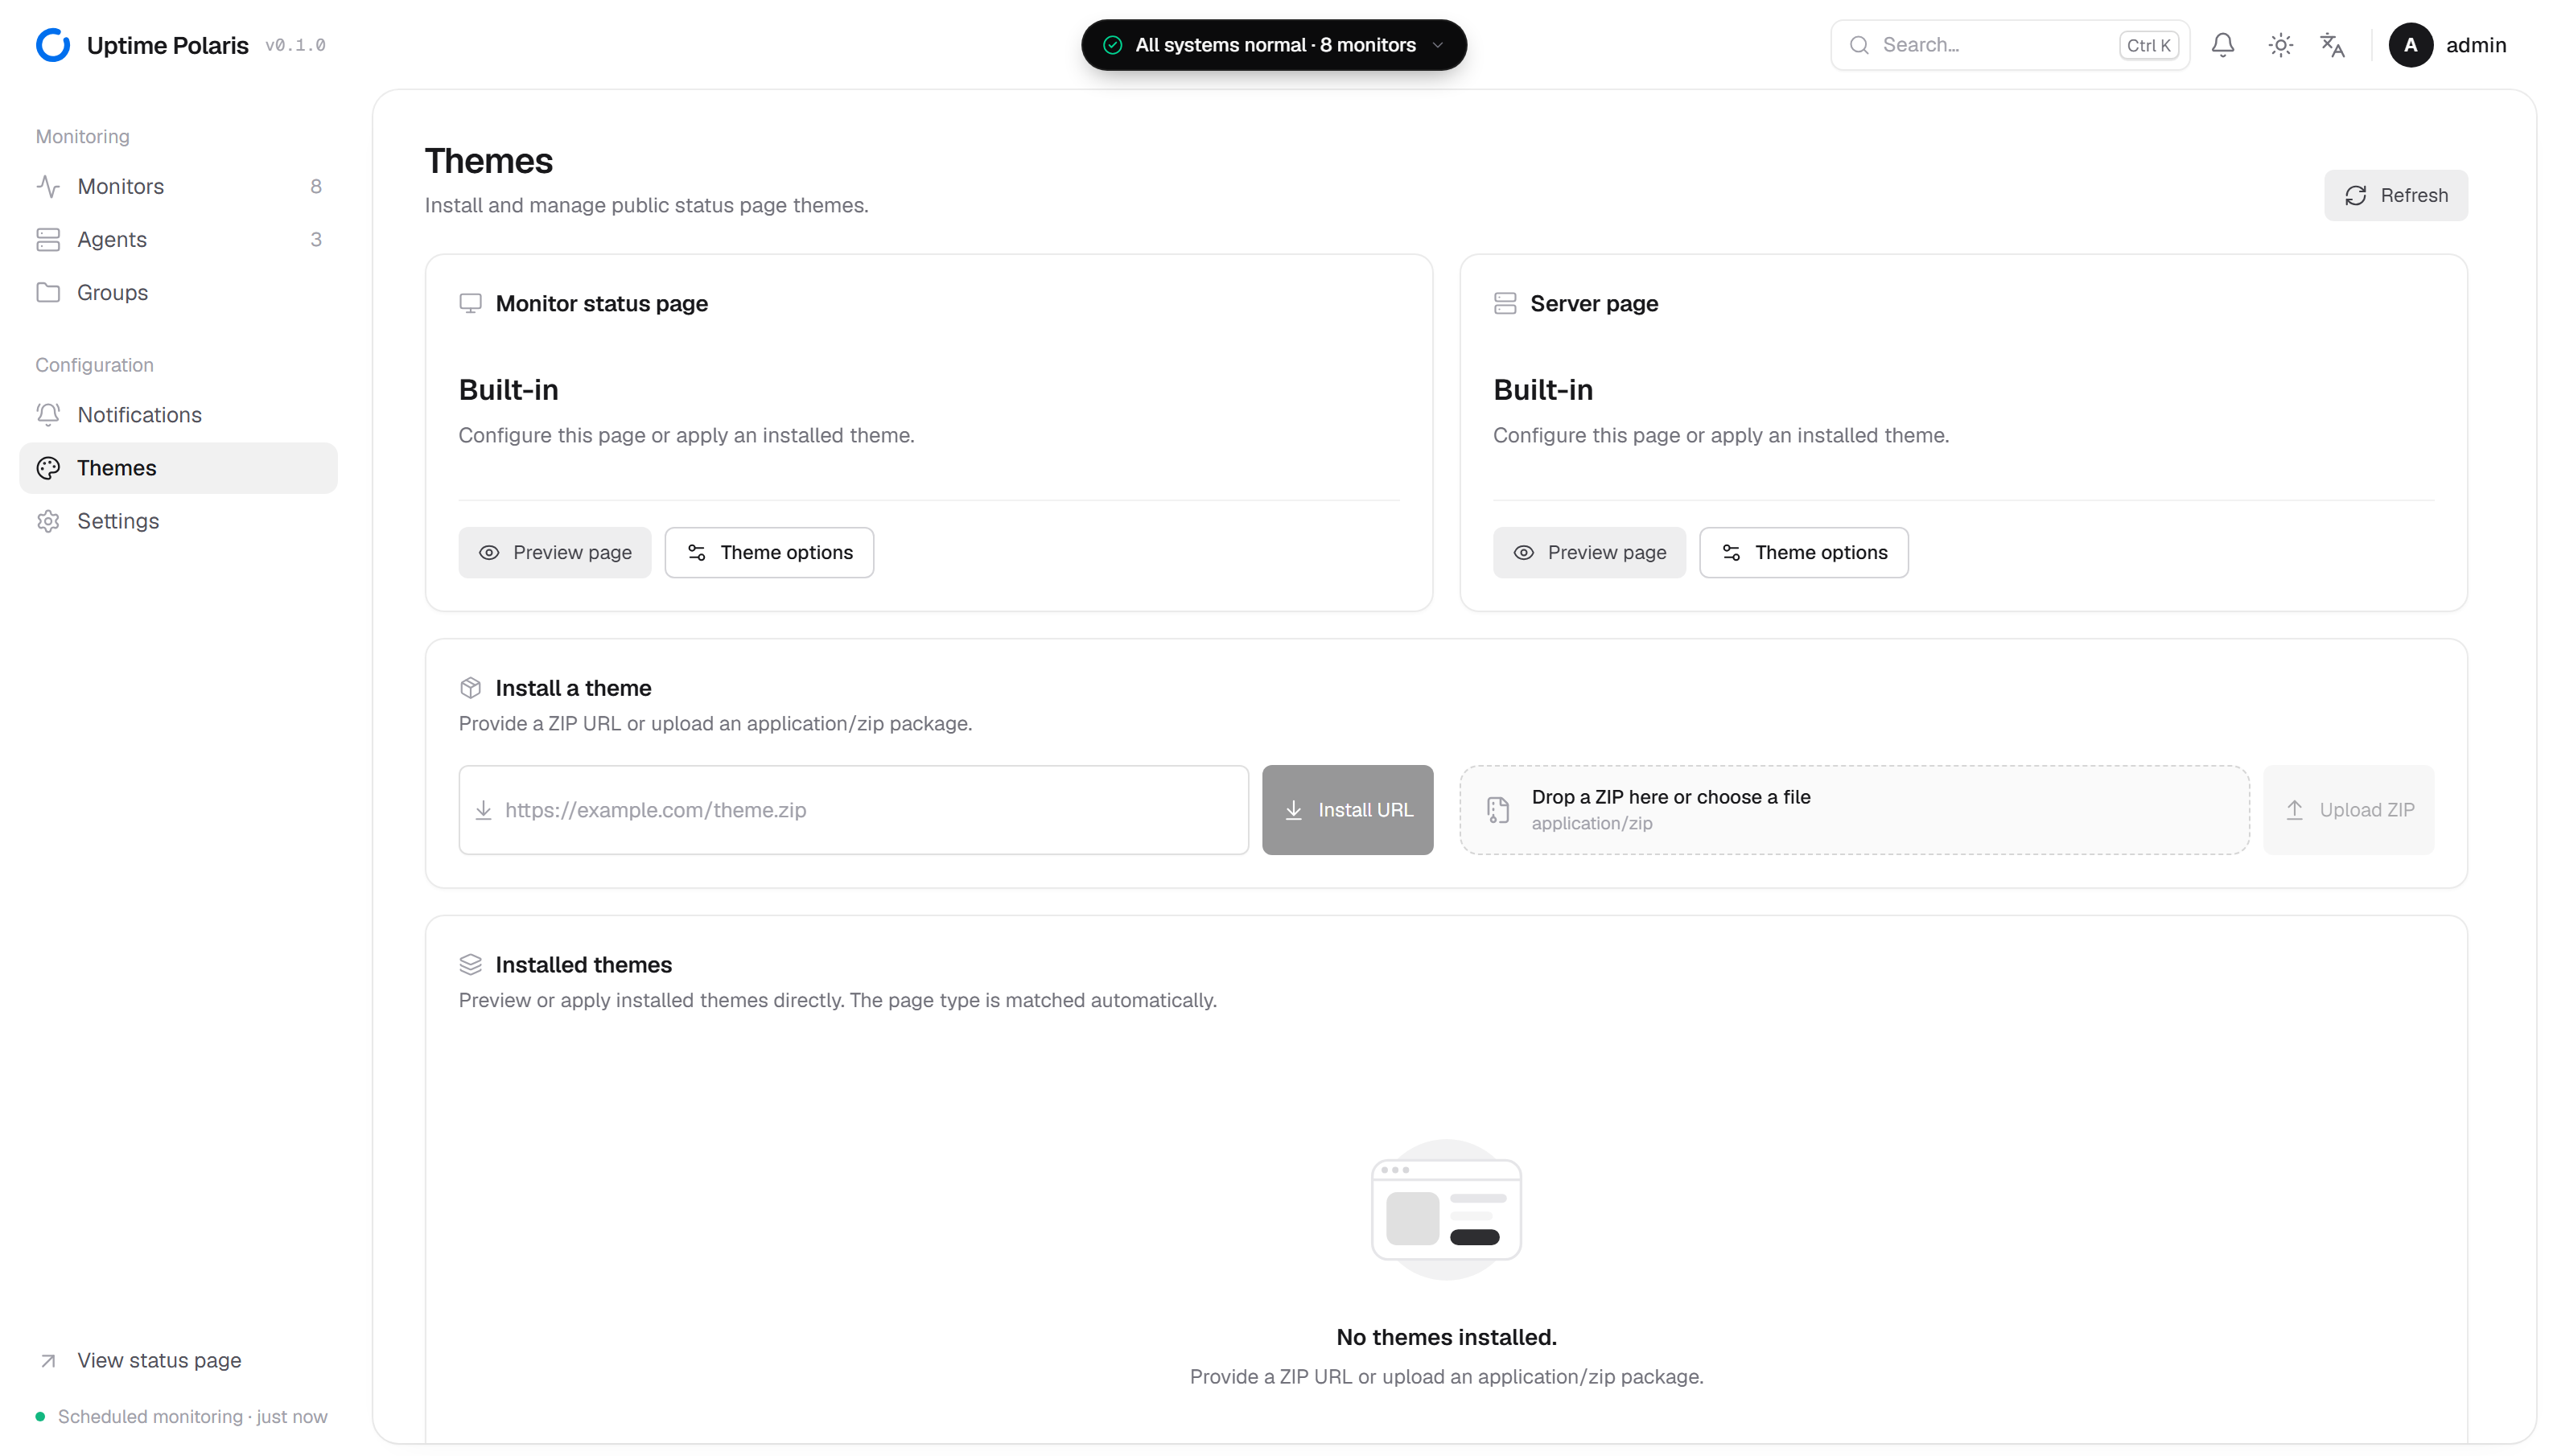 Uptime Polaris v0.1.0
All systems normal · 8 monitors
Search...
Ctrl K
A
admin
Monitoring
Monitors 8
Agents 3
Groups
Configuration
Notifications
Themes
Settings
View status page
Scheduled monitoring · just now
Themes
Install and manage public status page themes.
Refresh
Monitor status page
Built-in
Configure this page or apply an installed theme.
Preview page
Theme options
Server page
Built-in
Configure this page or apply an installed theme.
Preview page
Theme options
Install a theme
Provide a ZIP URL or upload an application/zip package.
https://example.com/theme.zip
Install URL
Drop a ZIP here or choose a file
application/zip
Upload ZIP
Installed themes
Preview or apply installed themes directly. The page type is matched automatically.
No themes installed.
Provide a ZIP URL or upload an application/zip package.